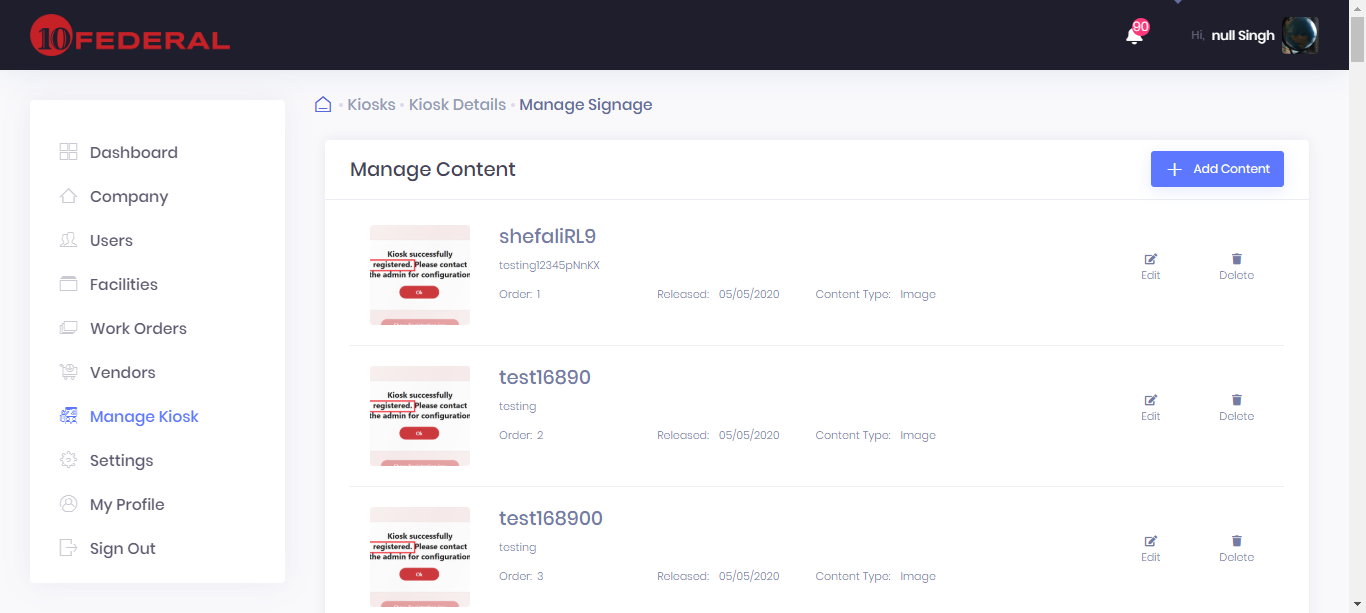 10 FEDERAL
90
Hi, null Singh
Kiosks • Kiosk Details • Manage Signage
Dashboard
Company
Users
Facilities
Work Orders
Vendors
Manage Kiosk
Settings
My Profile
Sign Out
Manage Content
+ Add Content
Kiosk successfully
registered. Please contact
the admin for configuration
Ok
shefaliRL9
testing12345pNnKX
Order: 1 Released: 05/05/2020 Content Type: Image
Edit Delete
Kiosk successfully
registered. Please contact
the admin for configuration
Ok
test16890
testing
Order: 2 Released: 05/05/2020 Content Type: Image
Edit Delete
Kiosk successfully
registered. Please contact
the admin for configuration
Ok
test168900
testing
Order: 3 Released: 05/05/2020 Content Type: Image
Edit Delete